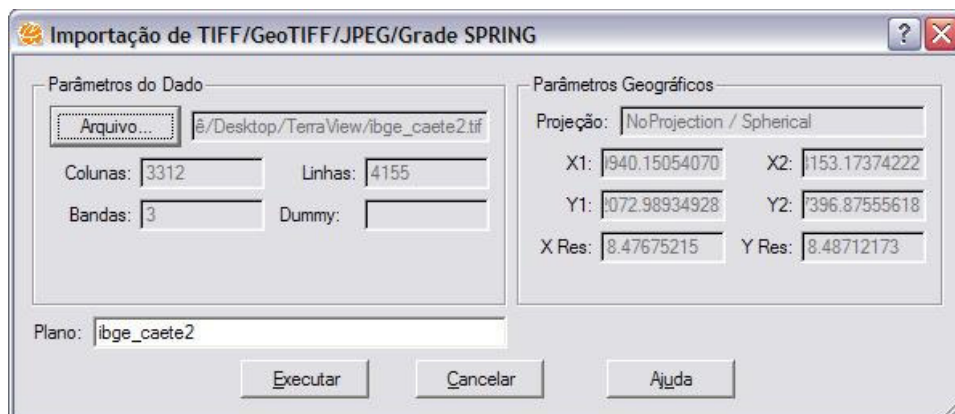 Importação de TIFF/GeoTIFF/JPEG/Grade SPRING
Parâmetros do Dado
Arquivo... ê/Desktop/TerraView/ibge_caete2.tif
Colunas: 3312 Linhas: 4155
Bandas: 3 Dummy:
Parâmetros Geográficos
Projeção: NoProjection / Spherical
X1: 940.15054070 X2: 153.17374222
Y1: 072.98934928 Y2: 7396.87555618
X Res: 8.47675215 Y Res: 8.48712173
Plano: ibge_caete2
Executar Cancelar Ajuda